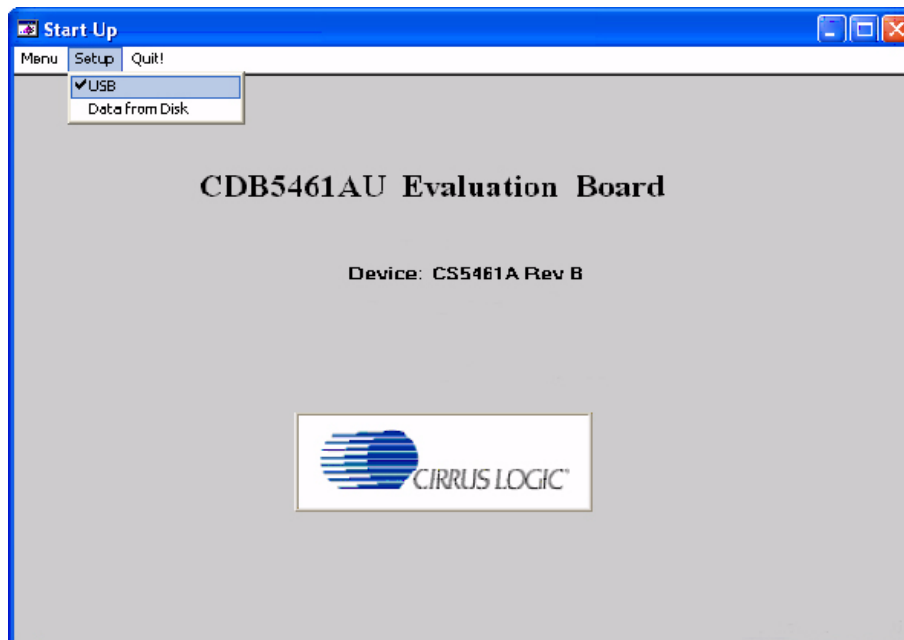 Start Up
Menu Setup Quit!
✔USB
Data from Disk
CDB5461AU Evaluation Board
Device: CS5461A Rev B
CIRRUS LOGIC